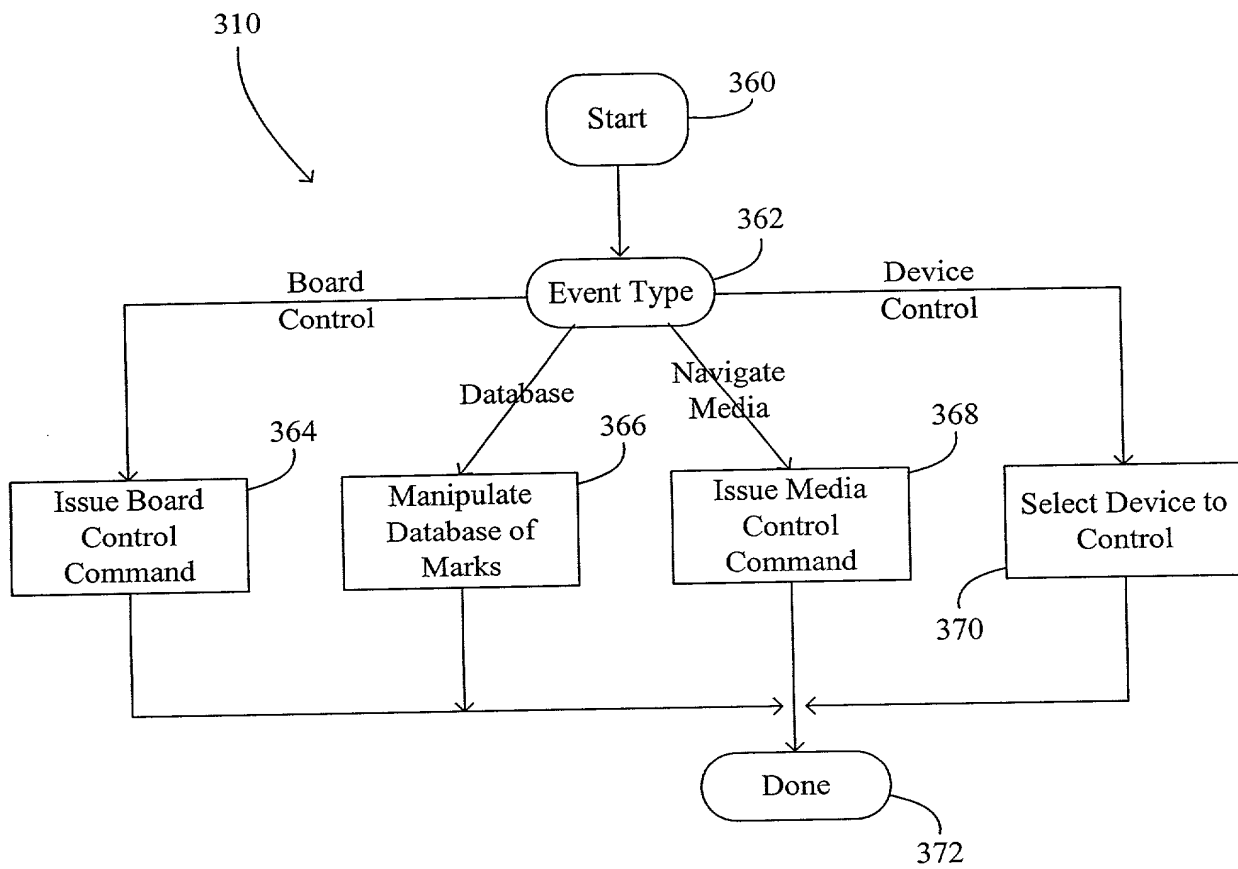 310
360
Start
362
Board
Control
Event Type
Device
Control
Database
Navigate
Media
364
366
368
Issue Board
Control
Command
Manipulate
Database of
Marks
Issue Media
Control
Command
Select Device to
Control
370
Done
372